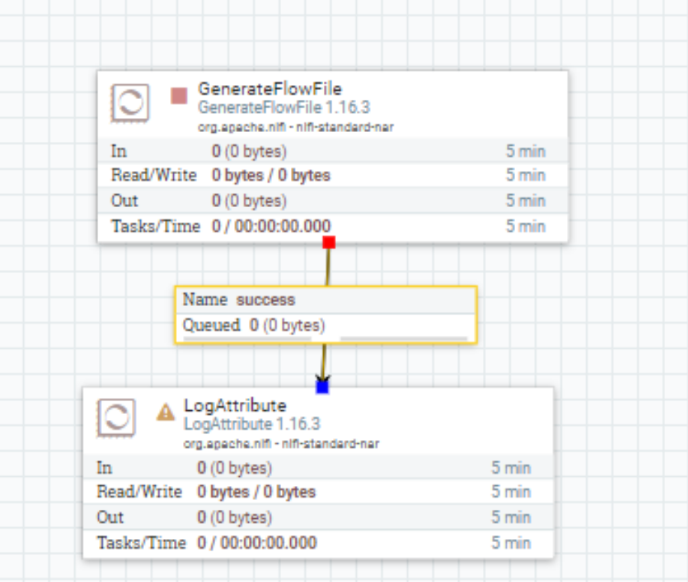 GenerateFlowFile
GenerateFlowFile 1.16.3
org.apache.nifi - nifi-standard-nar
In 0 (0 bytes) 5 min
Read/Write 0 bytes / 0 bytes 5 min
Out 0 (0 bytes) 5 min
Tasks/Time 0 / 00:00:00.000 5 min
Name success
Queued 0 (0 bytes)
LogAttribute
LogAttribute 1.16.3
org.apache.nifi - nifi-standard-nar
In 0 (0 bytes) 5 min
Read/Write 0 bytes / 0 bytes 5 min
Out 0 (0 bytes) 5 min
Tasks/Time 0 / 00:00:00.000 5 min